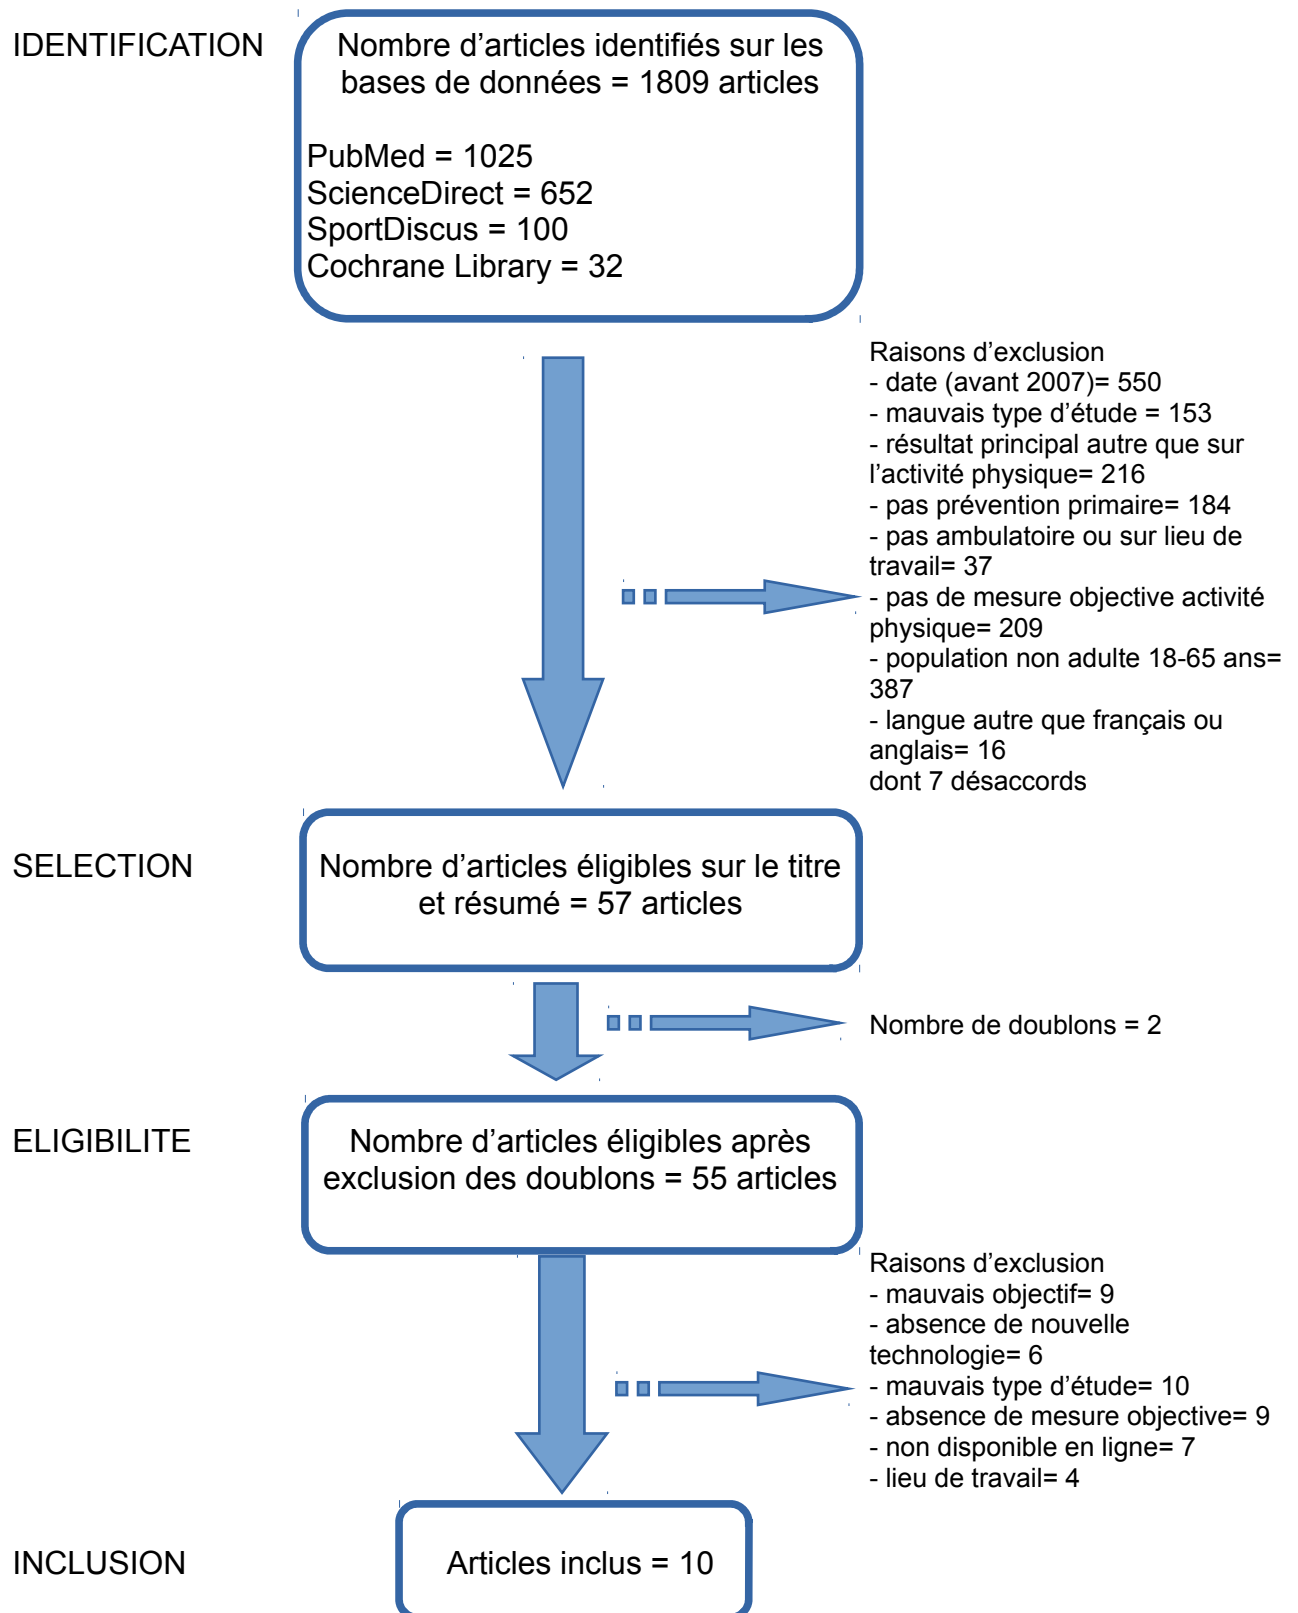 IDENTIFICATION
Nombre d’articles identifiés sur les
bases de données = 1809 articles
PubMed = 1025
ScienceDirect = 652
SportDiscus = 100
Cochrane Library = 32
Raisons d’exclusion
- date (avant 2007)= 550
- mauvais type d’étude = 153
- résultat principal autre que sur
l’activité physique= 216
- pas prévention primaire= 184
- pas ambulatoire ou sur lieu de
travail= 37
- pas de mesure objective activité
physique= 209
- population non adulte 18-65 ans=
387
- langue autre que français ou
anglais= 16
dont 7 désaccords
SELECTION
Nombre d’articles éligibles sur le titre
et résumé = 57 articles
Nombre de doublons = 2
ELIGIBILITE
Nombre d’articles éligibles après
exclusion des doublons = 55 articles
Raisons d’exclusion
- mauvais objectif= 9
- absence de nouvelle
technologie= 6
- mauvais type d’étude= 10
- absence de mesure objective= 9
- non disponible en ligne= 7
- lieu de travail= 4
INCLUSION
Articles inclus = 10